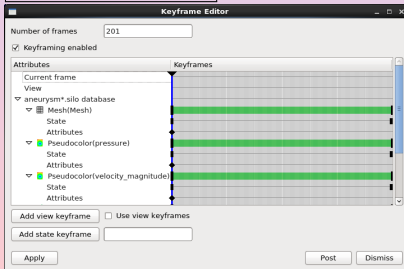 Keyframe Editor
Number of frames 201
Keyframing enabled
Attributes Keyframes
Current frame
View
aneurysm*.silo database
Mesh(Mesh)
State
Attributes
Pseudocolor(pressure)
State
Attributes
Pseudocolor(velocity_magnitude)
State
Attributes
Add view keyframe Use view keyframes
Add state keyframe
Apply Post Dismiss